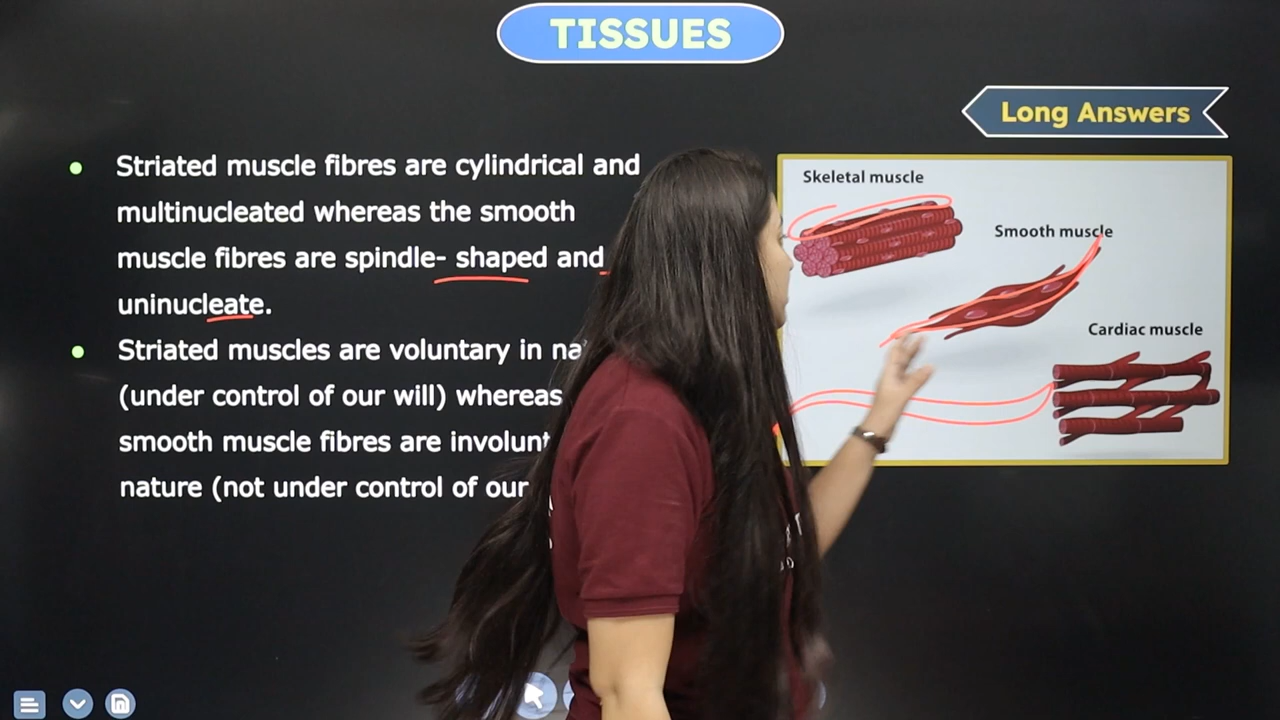 TISSUES
Long Answers
Striated muscle fibres are cylindrical and
multinucleated whereas the smooth
muscle fibres are spindle- shaped and
uninucleate.
Striated muscles are voluntary in
(under control of our will) whereas
smooth muscle fibres are
nature (not under control of our
Skeletal muscle
Smooth muscle
Cardiac muscle